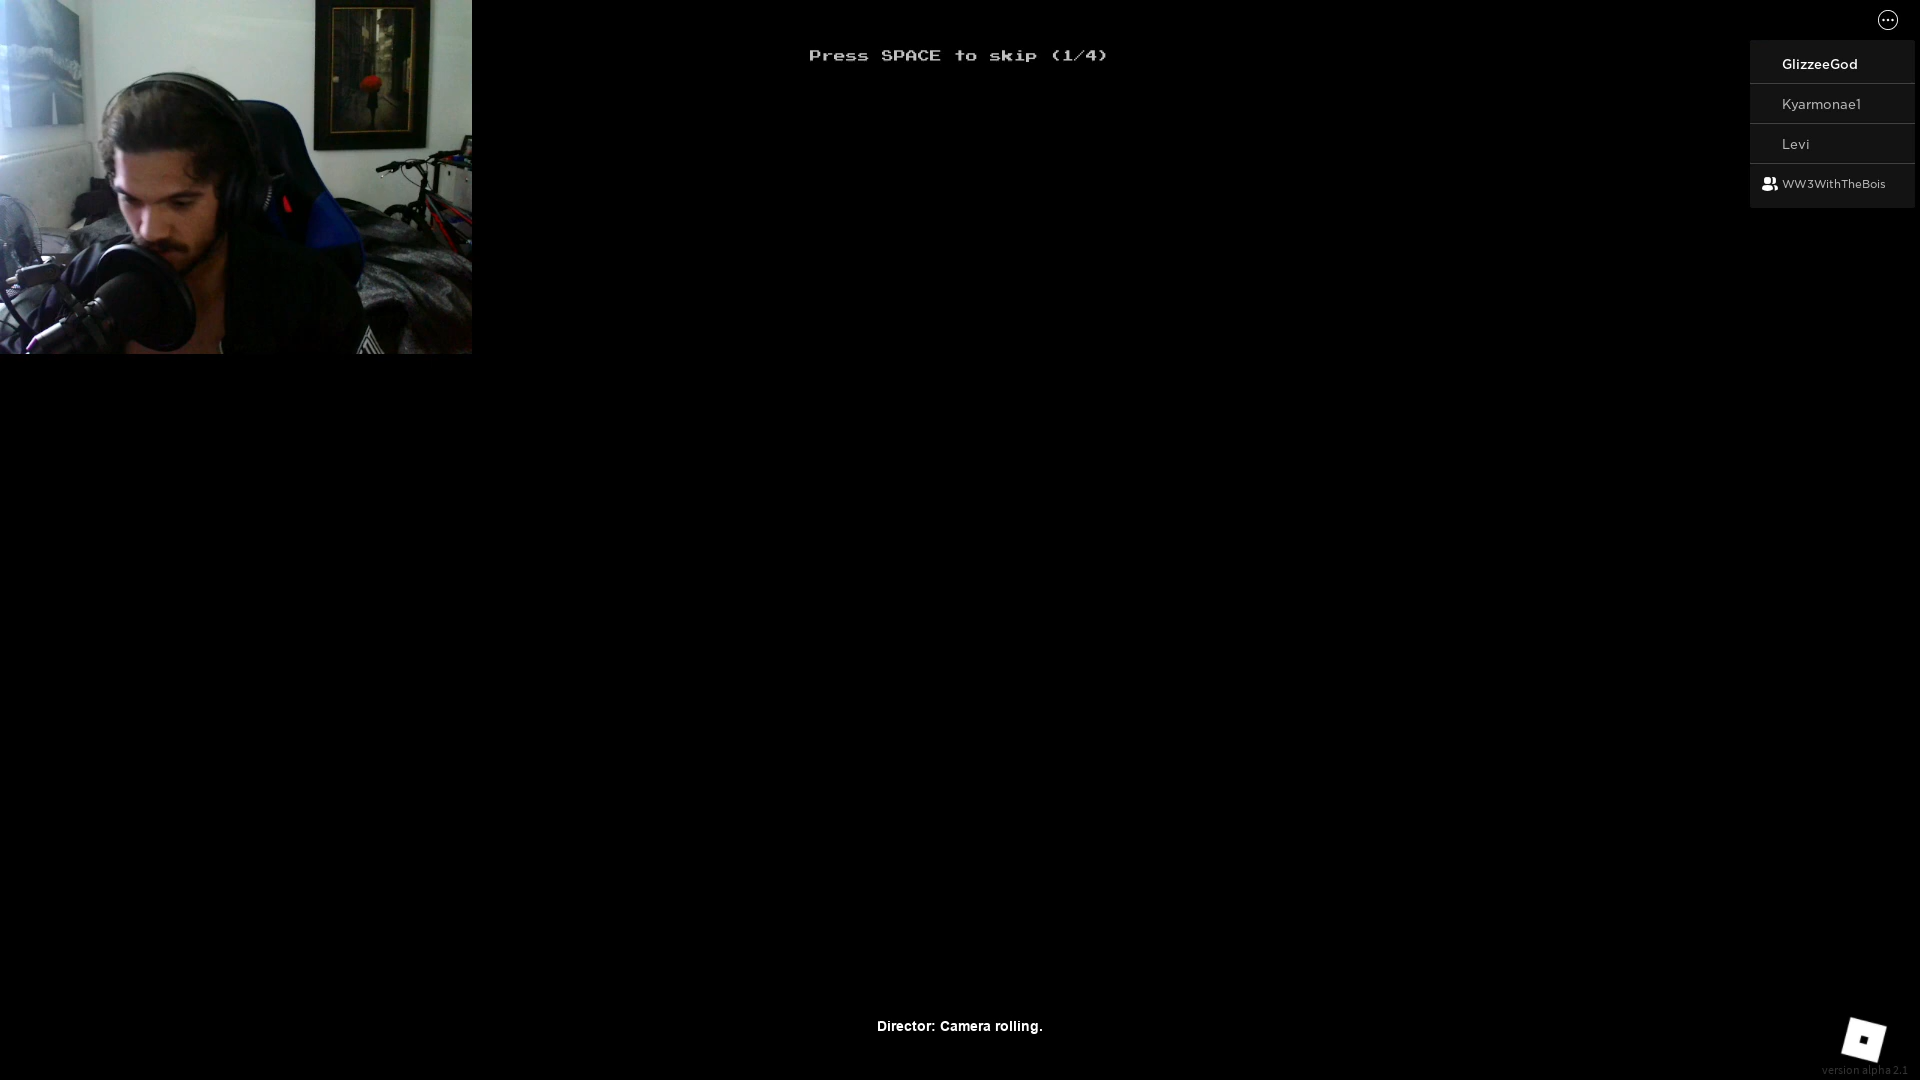 Press SPACE to skip (1/4)
GlizzeeGod
Kyarmonae1
Levi
WW3WithTheBois
Director: Camera rolling.
version alpha 2.1